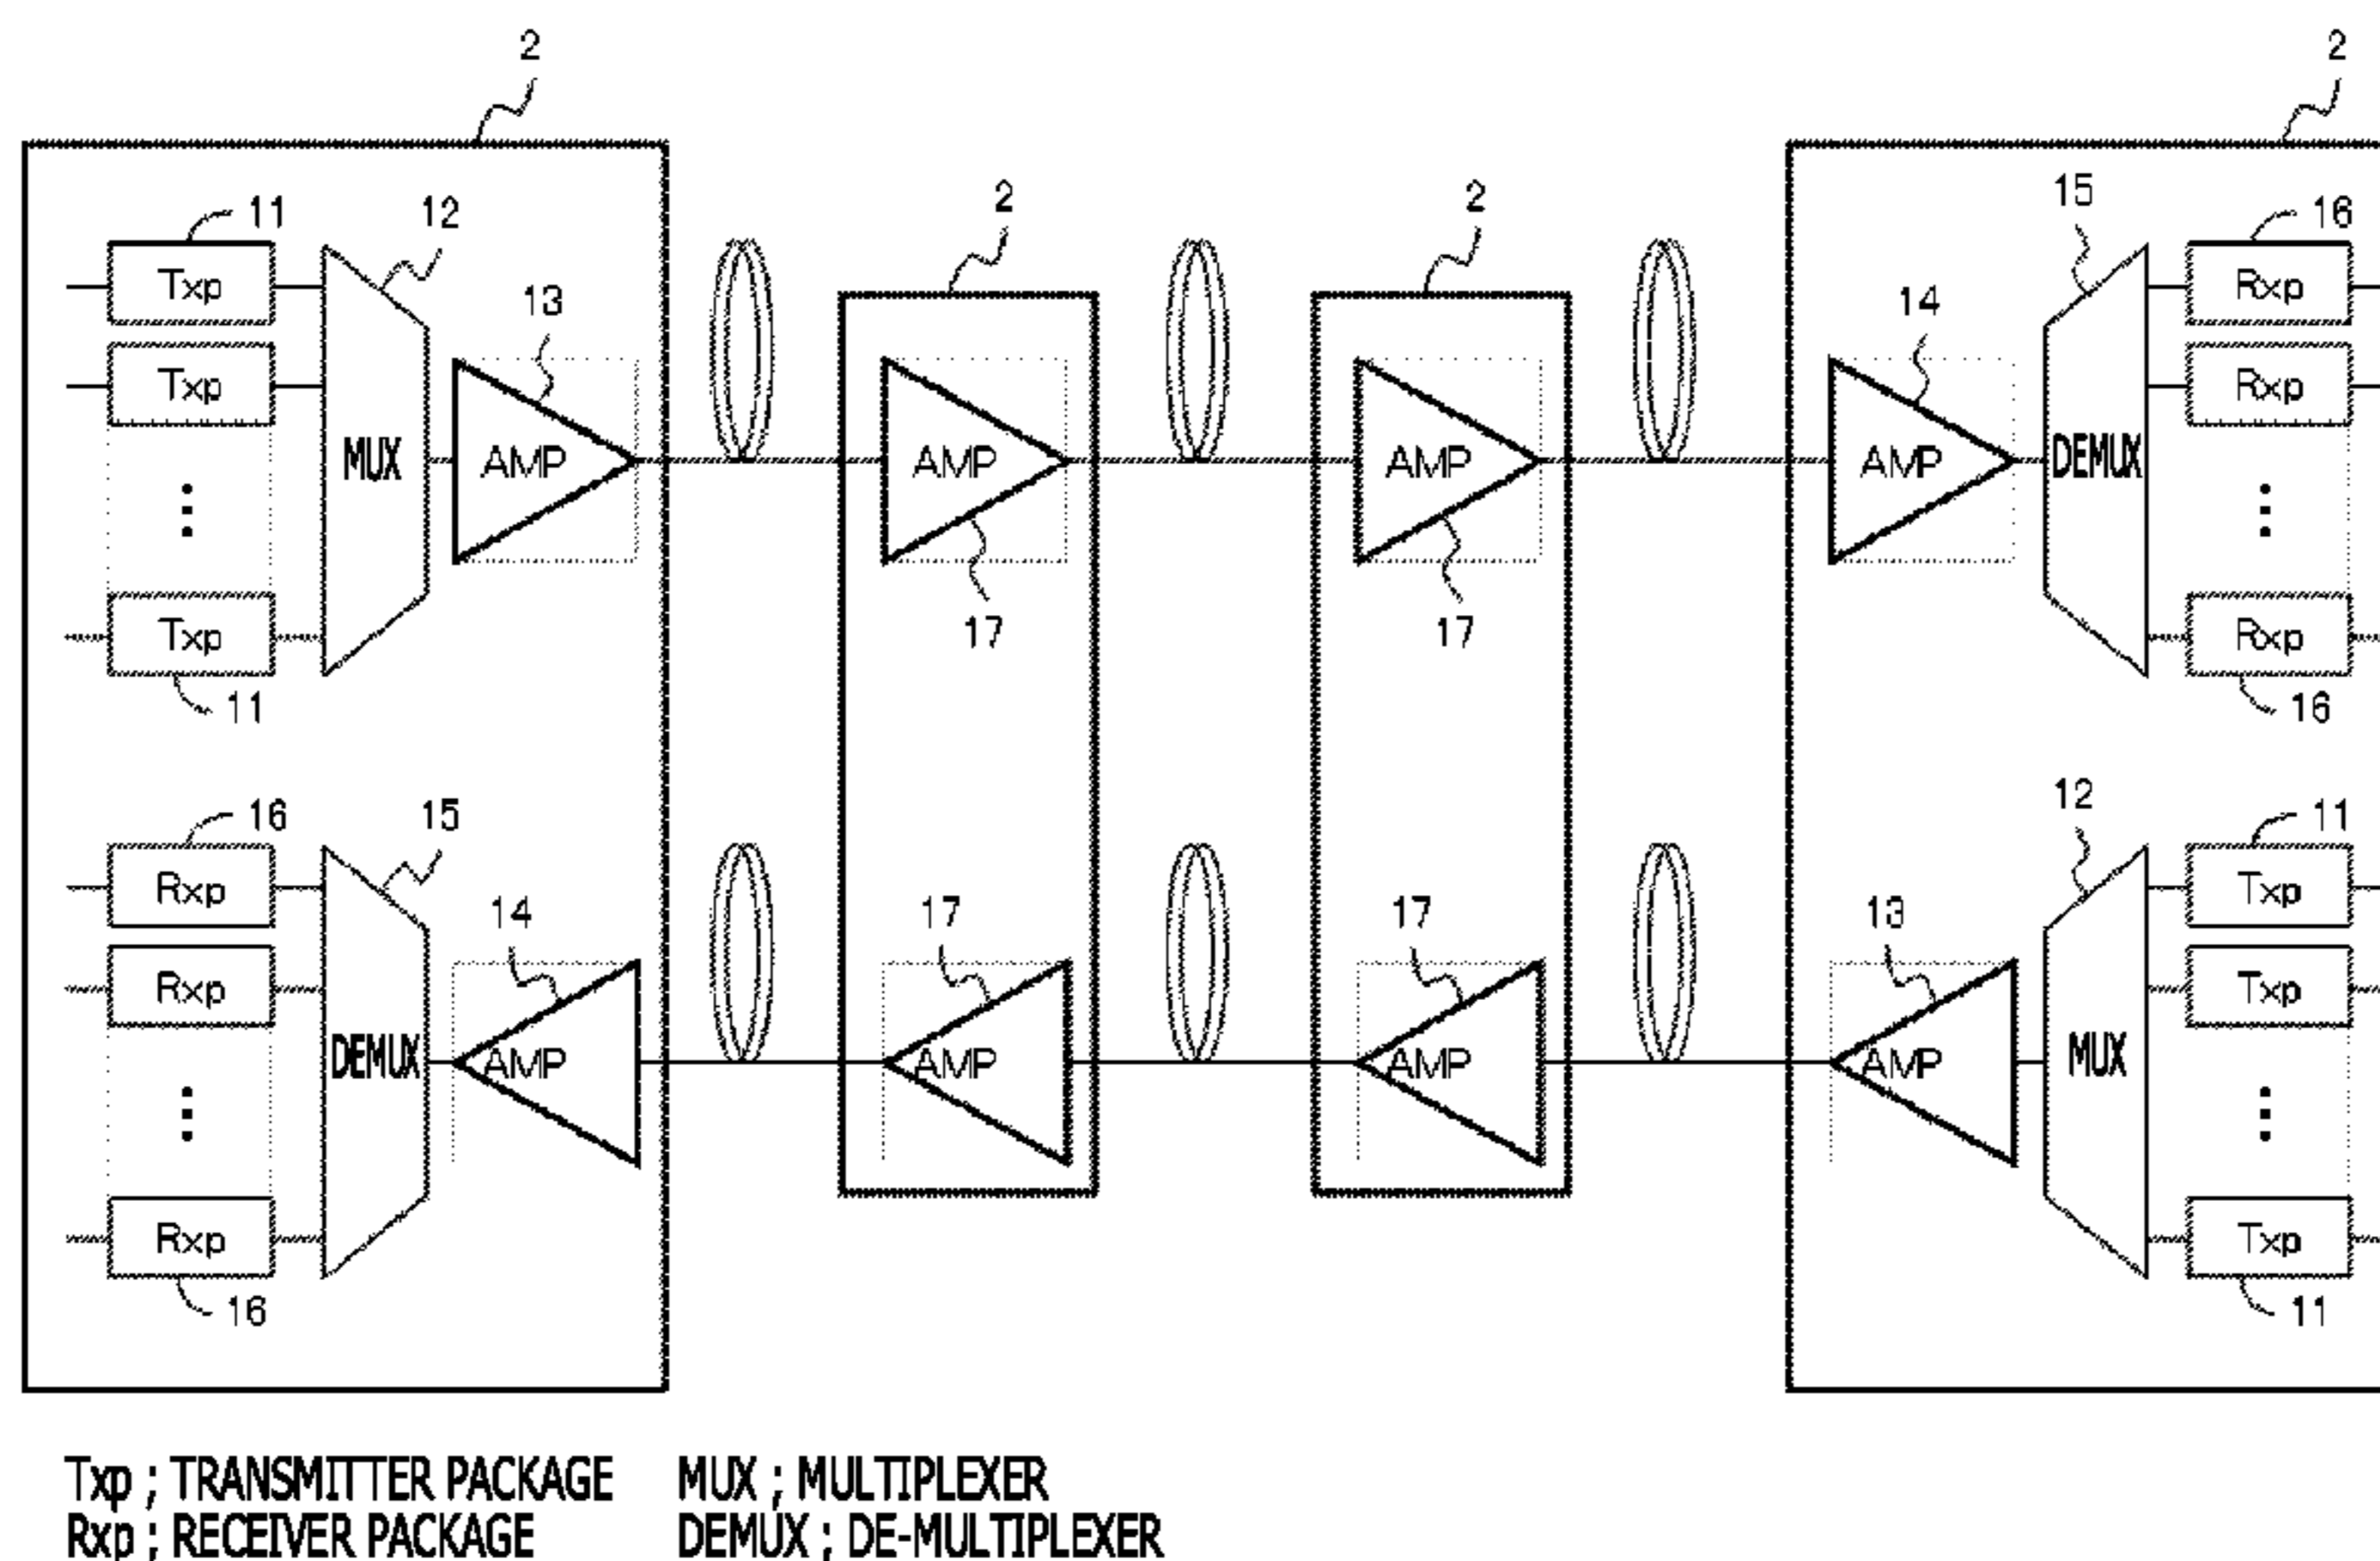 2 2
2 2
11 12 15 16
Txp 13 14 Rxp
Txp Rxp
MUX AMP AMP AMP AMP DEMUX
Txp 17 17 Rxp
11 16
16 15 12 11
Rxp 14 17 17 13 Txp
Rxp Txp
DEMUX AMP AMP AMP AMP MUX
Rxp Txp
16 11
Txp ; TRANSMITTER PACKAGE MUX ; MULTIPLEXER
Rxp ; RECEIVER PACKAGE DEMUX ; DE-MULTIPLEXER